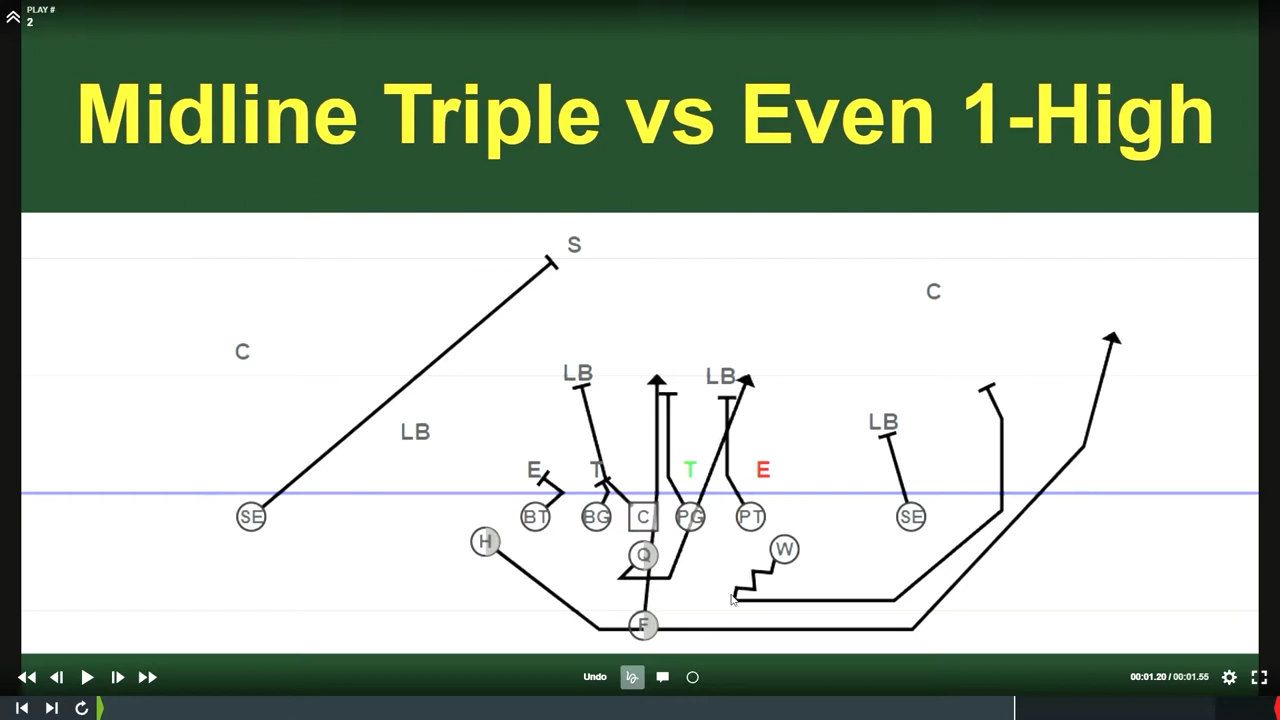 PLAY #
2
Midline Triple vs Even 1-High
S
C
C
LB
LB
LB
LB
E
T
T
E
SE
BT
BG
C
PG
PT
SE
H
Q
W
F
Undo
00:01.20 / 00:01.55